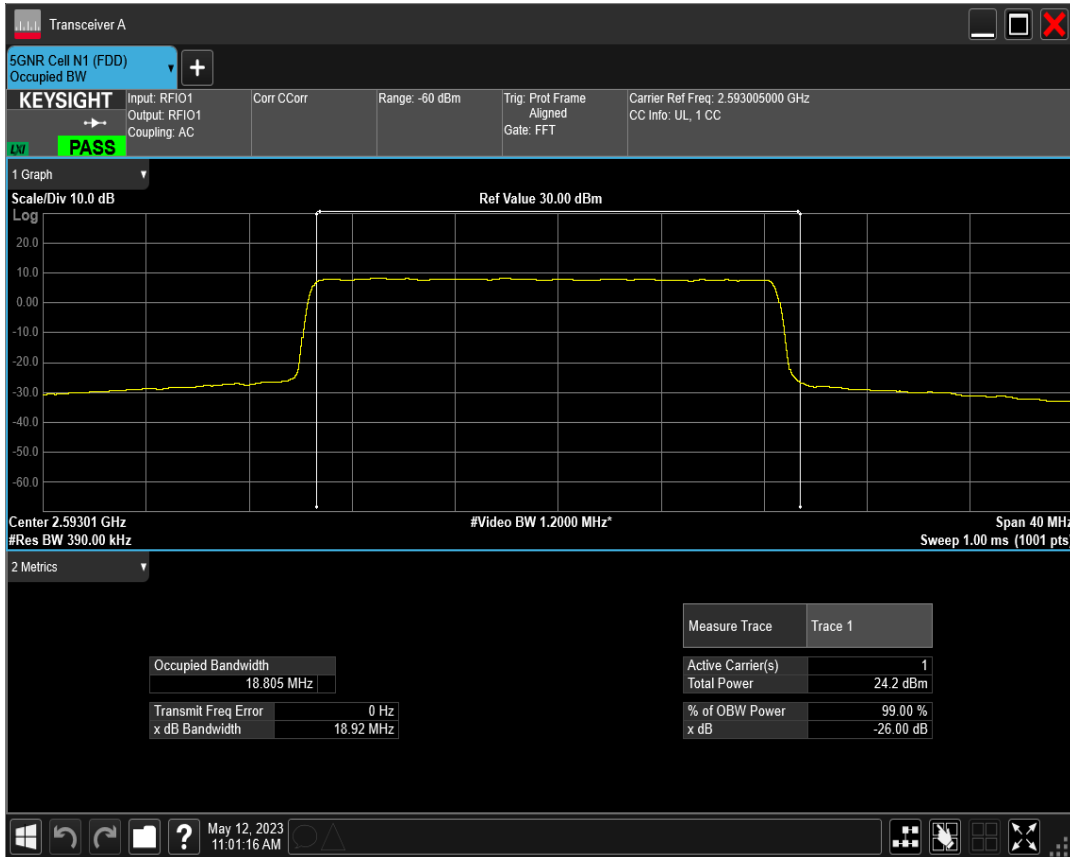 Transceiver A
5GNR Cell N1 (FDD)
Occupied BW
+
KEYSIGHT
LXI
PASS
Input: RFIO1
Output: RFIO1
Coupling: AC
Corr CCorr
Range: -60 dBm
Trig: Prot Frame
Aligned
Gate: FFT
Carrier Ref Freq: 2.593005000 GHz
CC Info: UL, 1 CC
1 Graph
Scale/Div 10.0 dB
Ref Value 30.00 dBm
Log
20.0
10.0
0.00
-10.0
-20.0
-30.0
-40.0
-50.0
-60.0
Center 2.59301 GHz
#Video BW 1.2000 MHz*
Span 40 MHz
#Res BW 390.00 kHz
Sweep 1.00 ms (1001 pts)
2 Metrics
Measure Trace Trace 1
Occupied Bandwidth
18.805 MHz
Active Carrier(s) 1
Total Power 24.2 dBm
Transmit Freq Error 0 Hz
x dB Bandwidth 18.92 MHz
% of OBW Power 99.00 %
x dB -26.00 dB
?
May 12, 2023
11:01:16 AM